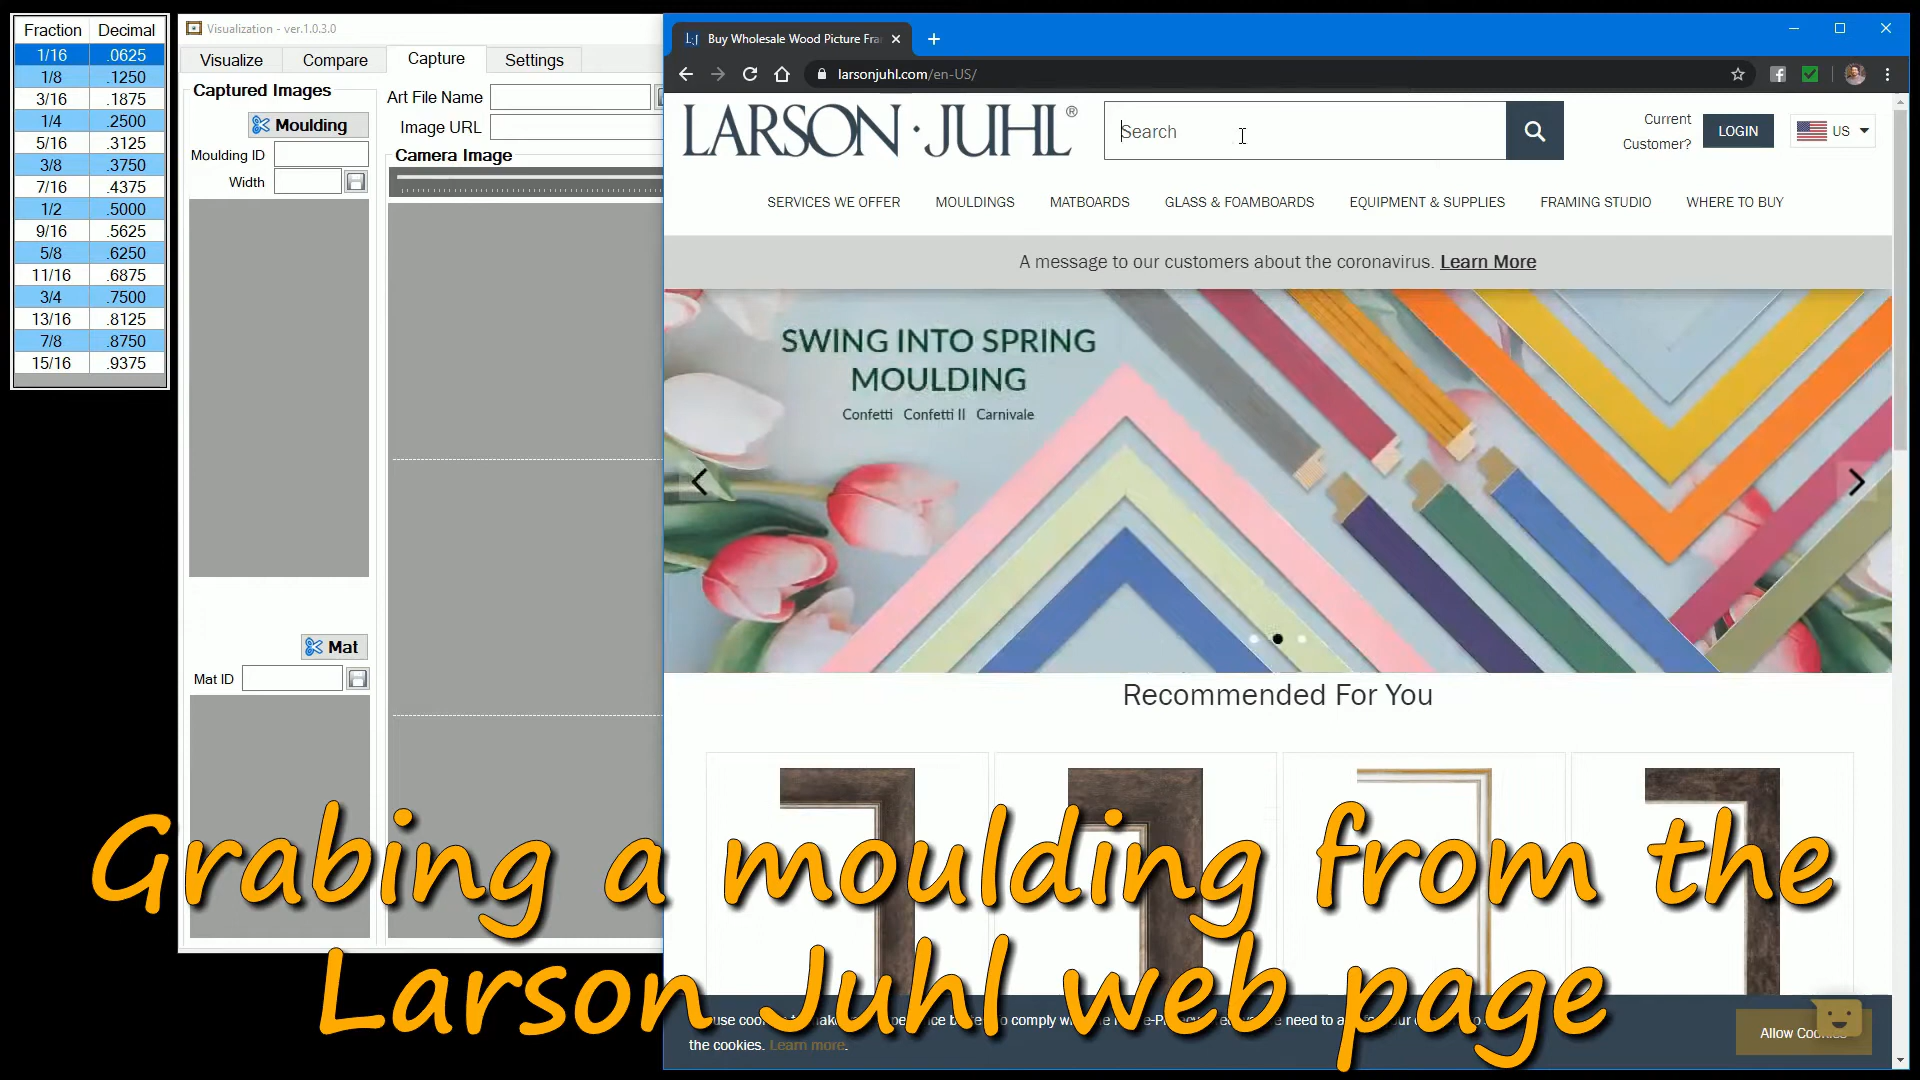 Fraction Decimal
1/16 .0625
1/8 .1250
3/16 .1875
1/4 .2500
5/16 .3125
3/8 .3750
7/16 .4375
1/2 .5000
9/16 .5625
5/8 .6250
11/16 .6875
3/4 .7500
13/16 .8125
7/8 .8750
15/16 .9375
Visualization - ver.1.0.3.0
Visualize Compare Capture Settings
Captured Images
Moulding
Moulding ID
Width
Mat
Mat ID
Art File Name
Image URL
Camera Image
Buy Wholesale Wood Picture Fra
larsonjuhl.com/en-US/
LARSON·JUHL®
Search
Current
Customer?
LOGIN
US
SERVICES WE OFFER MOULDINGS MATBOARDS GLASS & FOAMBOARDS EQUIPMENT & SUPPLIES FRAMING STUDIO WHERE TO BUY
A message to our customers about the coronavirus. Learn More
SWING INTO SPRING
MOULDING
Confetti Confetti II Carnivale
Recommended For You
Grabing a moulding from the
Larson Juhl web page
use
need to
the cookies. Learn more.
Allow